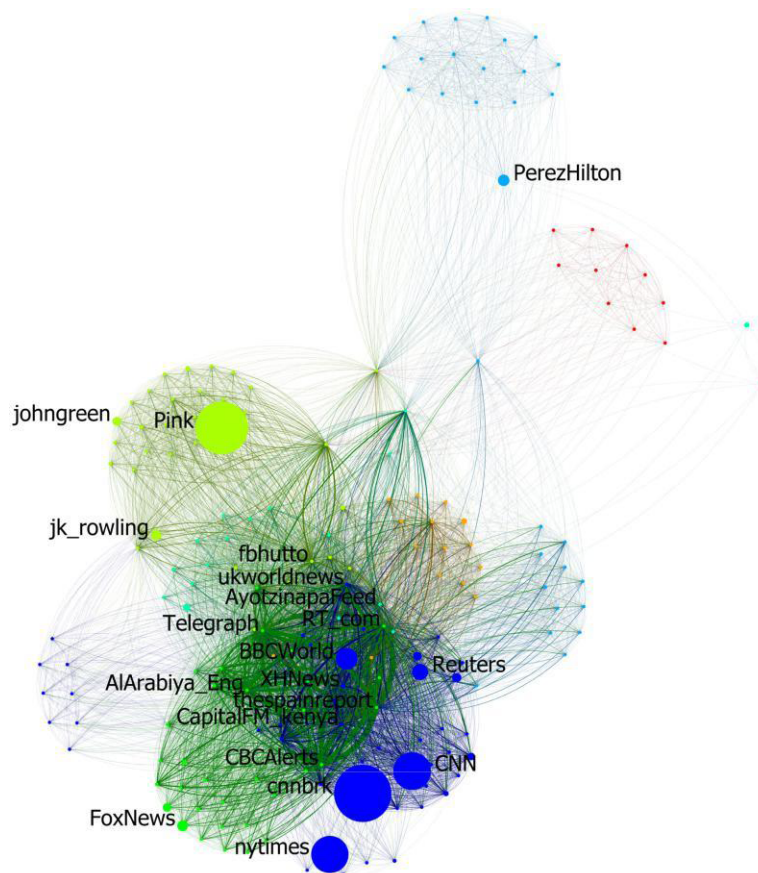 PerezHilton
johngreen
Pink
jk_rowling
fbhutto
ukworldnews
AyotzinapaFeed
Telegraph
RT_com
BBCWorld
Reuters
XHNews
AlArabiya_Eng
thespainreport
CapitalFM_kenya
CBCAlerts
CNN
cnnbrk
FoxNews
nytimes